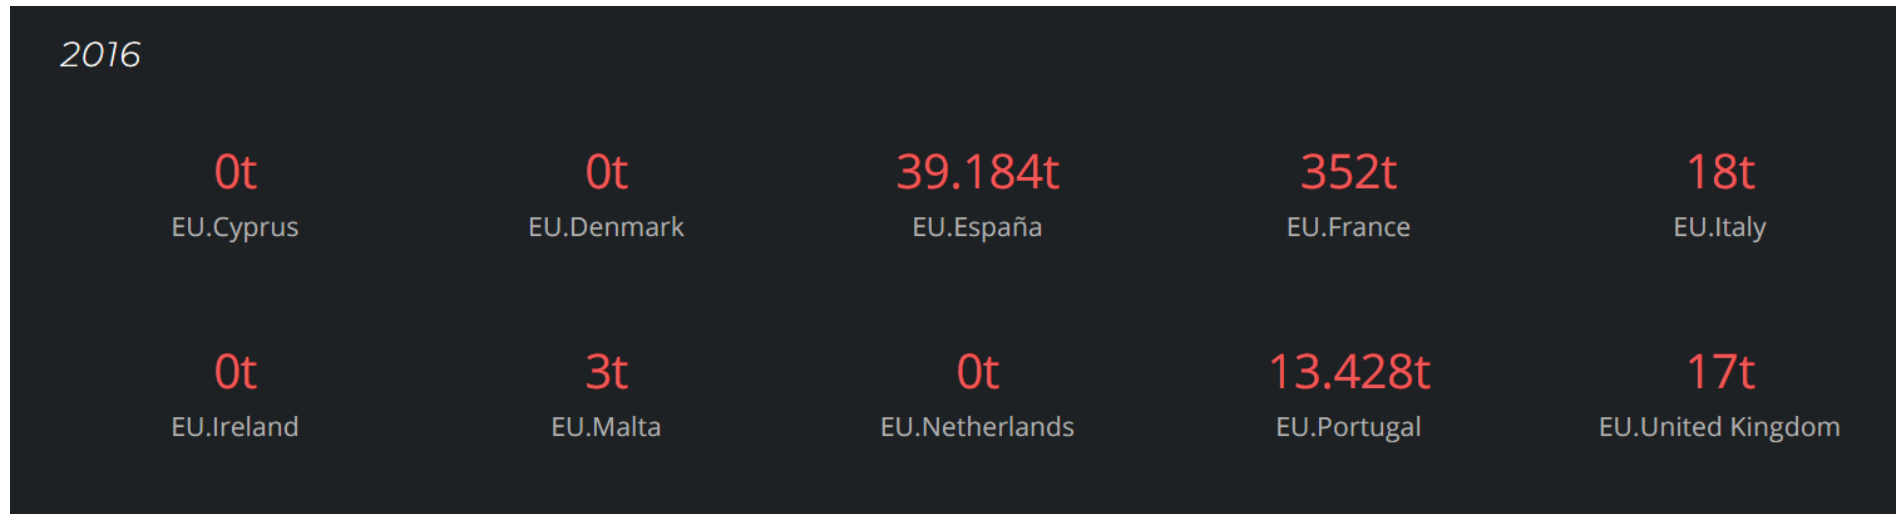 2016
0t 0t 39.184t 352t 18t
EU.Cyprus EU.Denmark EU.España EU.France EU.Italy
0t 3t 0t 13.428t 17t
EU.Ireland EU.Malta EU.Netherlands EU.Portugal EU.United Kingdom